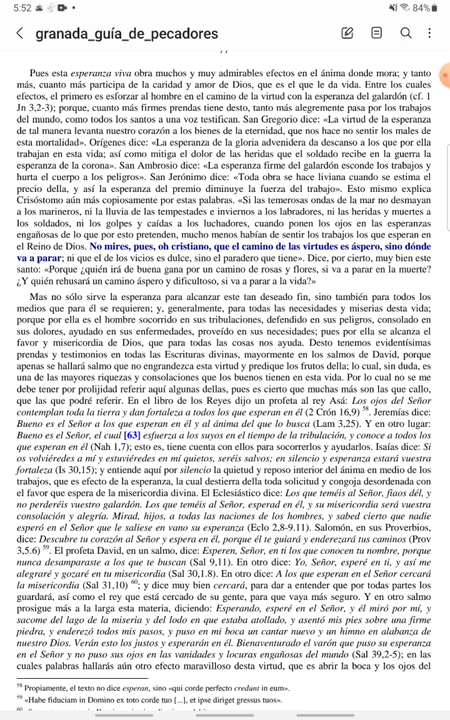 5:52
84%
granada_guía_de_pecadores
Pues esta esperanza viva obra muchos y muy admirables efectos en el ánima donde mora; y tanto
más, cuanto más participa de la caridad y amor de Dios, que es el que le da vida. Entre los cuales
efectos, el primero es esforzar al hombre en el camino de la virtud con la esperanza del galardón (cf. 1
Jn 3,2-3); porque, cuanto más firmes prendas tiene desto, tanto más alegremente pasa por los trabajos
del mundo, como todos los santos a una voz testifican. San Gregorio dice: «La virtud de la esperanza
de tal manera levanta nuestro corazón a los bienes de la eternidad, que nos hace no sentir los males de
esta mortalidad». Orígenes dice: «La esperanza de la gloria advenidera da descanso a los que por ella
trabajan en esta vida; así como mitiga el dolor de las heridas que el soldado recibe en la guerra la
esperanza de la corona». San Ambrosio dice: «La esperanza firme del galardón esconde los trabajos y
hurta el cuerpo a los peligros». San Jerónimo dice: «Toda obra se hace liviana cuando se estima el
precio della, y así la esperanza del premio diminuye la fuerza del trabajo». Esto mismo explica
Crisóstomo aún más copiosamente por estas palabras. «Si las temerosas ondas de la mar no desmayan
a los marineros, ni la lluvia de las tempestades e inviernos a los labradores, ni las heridas y muertes a
los soldados, ni los golpes y caídas a los luchadores, cuando ponen los ojos en las esperanzas
engañosas de lo que por esto pretenden, mucho menos habían de sentir los trabajos los que esperan en
el Reino de Dios. No mires, pues, oh cristiano, que el camino de las virtudes es áspero, sino dónde
va a parar; ni que el de los vicios es dulce, sino el paradero que tiene». Dice, por cierto, muy bien este
santo: «Porque ¿quién irá de buena gana por un camino de rosas y flores, si va a parar en la muerte?
¿Y quién rehusará un camino áspero y dificultoso, si va a parar a la vida?»
Mas no sólo sirve la esperanza para alcanzar este tan deseado fin, sino también para todos los
medios que para él se requieren; y, generalmente, para todas las necesidades y miserias desta vida;
porque por ella es el hombre socorrido en sus tribulaciones, defendido en sus peligros, consolado en
sus dolores, ayudado en sus enfermedades, proveído en sus necesidades; pues por ella se alcanza el
favor y misericordia de Dios, que para todas las cosas nos ayuda. Desto tenemos evidentísimas
prendas y testimonios en todas las Escrituras divinas, mayormente en los salmos de David, porque
apenas se hallará salmo que no engrandezca esta virtud y predique los frutos della; lo cual, sin duda, es
una de las mayores riquezas y consolaciones que los buenos tienen en esta vida. Por lo cual no se me
debe tener por prolijidad referir aquí algunas dellas, pues es cierto que muchas más son las que callo,
que las que podré referir. En el libro de los Reyes dijo un profeta al rey Asá: Los ojos del Señor
contemplan toda la tierra y dan fortaleza a todos los que esperan en él (2 Crón 16,9) 58. Jeremías dice:
Bueno es el Señor a los que esperan en él y al ánima del que lo busca (Lam 3,25). Y en otro lugar:
Bueno es el Señor, el cual [63] esfuerza a los suyos en el tiempo de la tribulación, y conoce a todos los
que esperan en él (Nah 1,7); esto es, tiene cuenta con ellos para socorrerlos y ayudarlos. Isaías dice: Si
os volviéredes a mí y estuviéredes en mí quietos, seréis salvos; en silencio y esperanza estará vuestra
fortaleza (Is 30,15); y entiende aquí por silencio la quietud y reposo interior del ánima en medio de los
trabajos, que es efecto de la esperanza, la cual destierra della toda solicitud y congoja desordenada con
el favor que espera de la misericordia divina. El Eclesiástico dice: Los que teméis al Señor, fiaos dél, y
no perderéis vuestro galardón. Los que teméis al Señor, esperad en él, y su misericordia será vuestra
consolación y alegría. Mirad, hijos, a todas las naciones de los hombres, y sabed cierto que nadie
esperó en el Señor que le saliese en vano su esperanza (Eclo 2,8-9.11). Salomón, en sus Proverbios,
dice: Descubre tu corazón al Señor y espera en él, porque él te guiará y enderezará tus caminos (Prov
3,5.6) 59. El profeta David, en un salmo, dice: Esperen, Señor, en ti los que conocen tu nombre, porque
nunca desamparaste a los que te buscan (Sal 9,11). En otro dice: Yo, Señor, esperé en ti, y así me
alegraré y gozaré en tu misericordia (Sal 30,1.8). En otro dice: A los que esperan en el Señor cercará
la misericordia (Sal 31,10) 60; y dice muy bien cercará, para dar a entender que por todas partes los
guardará, así como el rey que está cercado de su gente, para que vaya más seguro. Y en otro salmo
prosigue más a la larga esta materia, diciendo: Esperando, esperé en el Señor, y él miró por mí, y
sacome del lago de la miseria y del lodo en que estaba atollado, y asentó mis pies sobre una firme
piedra, y enderezó todos mis pasos, y puso en mi boca un cantar nuevo y un himno en alabanza de
nuestro Dios. Verán esto los justos y esperarán en él. Bienaventurado el varón que puso su esperanza
en el Señor y no puso sus ojos en las vanidades y locuras engañosas del mundo (Sal 39,2-5); en las
cuales palabras hallarás aún otro efecto maravilloso desta virtud, que es abrir la boca y los ojos del
58 Propiamente, el texto no dice esperan, sino «qui corde perfecto credunt in eum».
59 «Habe fiduciam in Domino ex toto corde tuo [...], et ipse diriget gressus tuos».